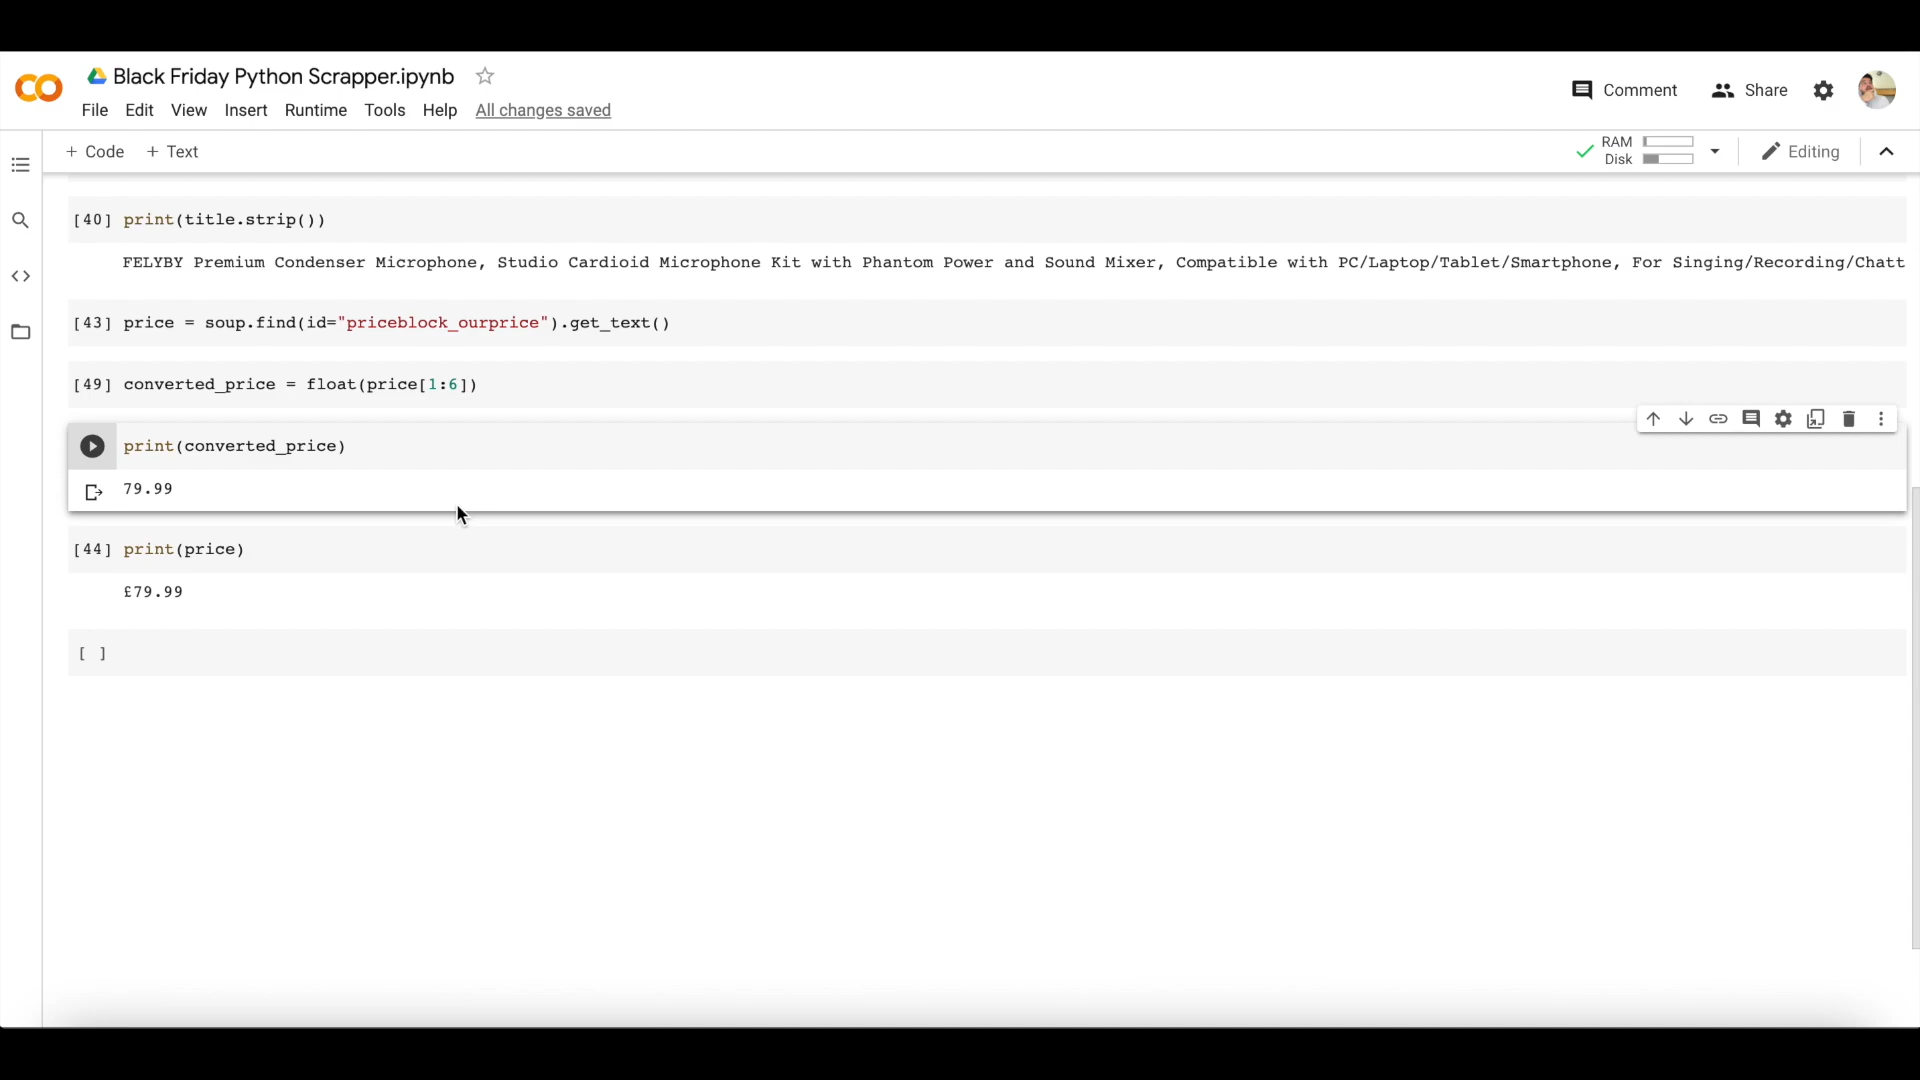 Black Friday Python Scrapper.ipynb
File Edit View Insert Runtime Tools Help All changes saved
Comment Share
+ Code + Text
RAM
Disk
Editing
[40] print(title.strip())
FELYBY Premium Condenser Microphone, Studio Cardioid Microphone Kit with Phantom Power and Sound Mixer, Compatible with PC/Laptop/Tablet/Smartphone, For Singing/Recording/Chatt
[43] price = soup.find(id="priceblock_ourprice").get_text()
[49] converted_price = float(price[1:6])
print(converted_price)
79.99
[44] print(price)
£79.99
[ ]